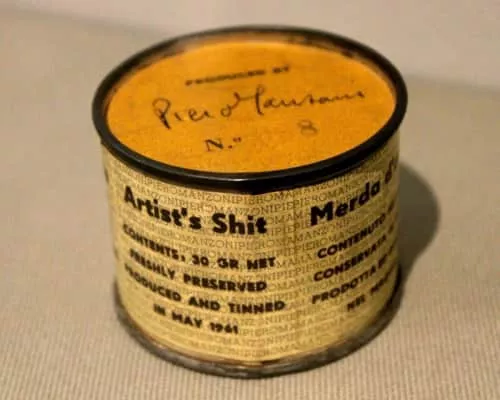 PRODUCED BY
Piero Manzoni
N.° 8
Artist's Shit
CONTENTS: 30 GR NET
FRESHLY PRESERVED
PRODUCED AND TINNED
IN MAY 1961
Merda
CONTENUTO
CONSERVATA
PRODOTTA
NEL